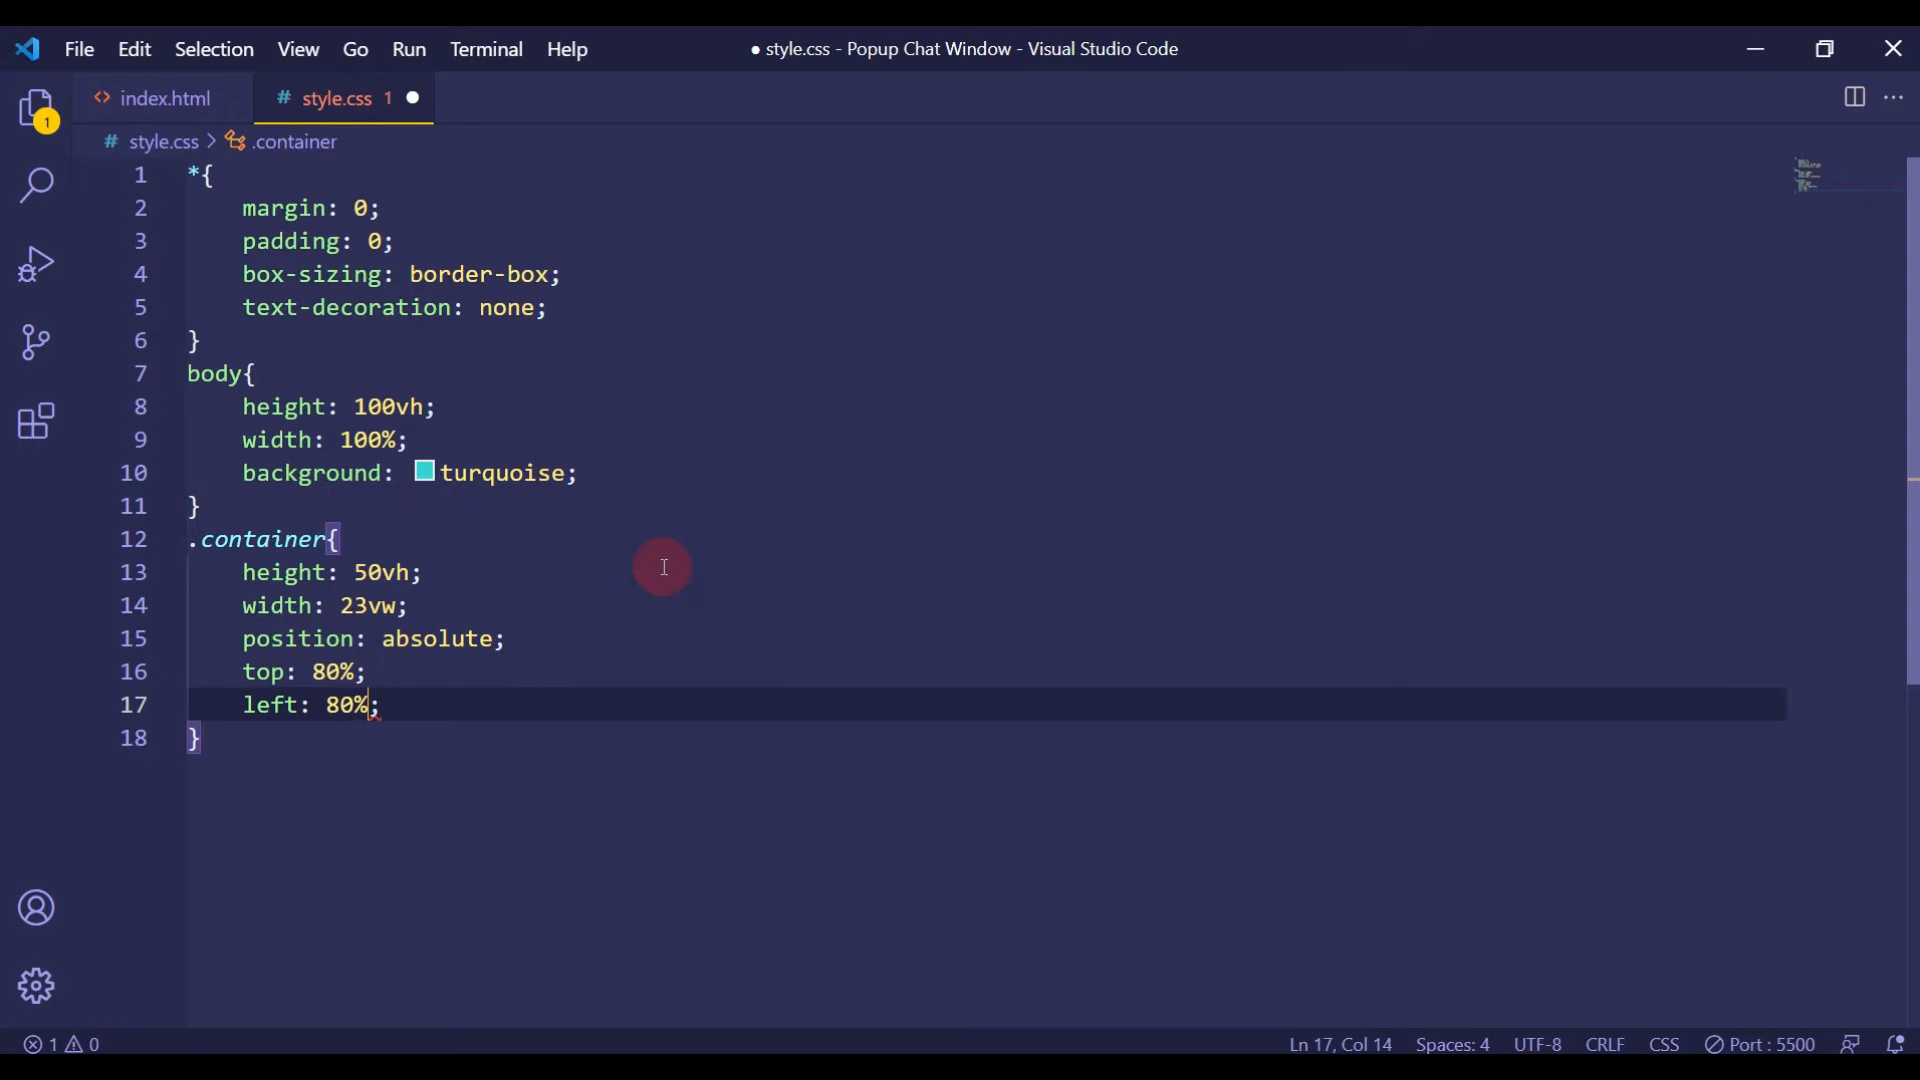 File Edit Selection View Go Run Terminal Help ● style.css - Popup Chat Window - Visual Studio Code
index.html # style.css 1
# style.css > .container
1 *{
2 margin: 0;
3 padding: 0;
4 box-sizing: border-box;
5 text-decoration: none;
6 }
7 body{
8 height: 100vh;
9 width: 100%;
10 background: turquoise;
11 }
12 .container{
13 height: 50vh;
14 width: 23vw;
15 position: absolute;
16 top: 80%;
17 left: 80%;
18 }
1
1 0 Ln 17, Col 14 Spaces: 4 UTF-8 CRLF CSS Port : 5500